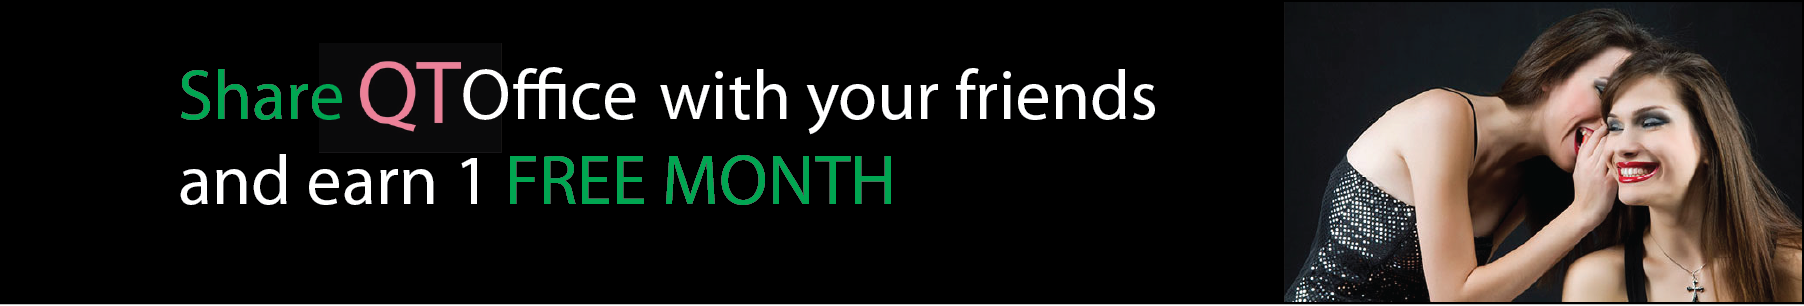 Share QTOffice with your friends
and earn 1 FREE MONTH